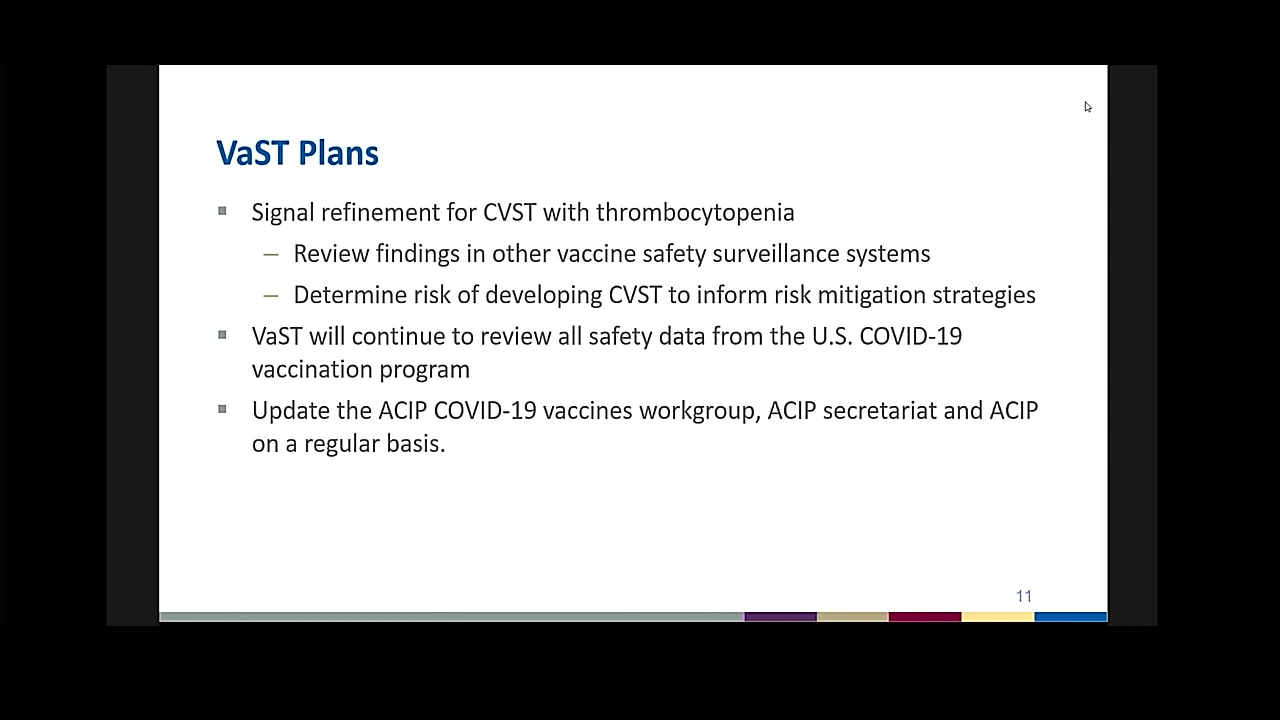 VaST Plans
Signal refinement for CVST with thrombocytopenia
– Review findings in other vaccine safety surveillance systems
– Determine risk of developing CVST to inform risk mitigation strategies
VaST will continue to review all safety data from the U.S. COVID-19
vaccination program
Update the ACIP COVID-19 vaccines workgroup, ACIP secretariat and ACIP
on a regular basis.
11